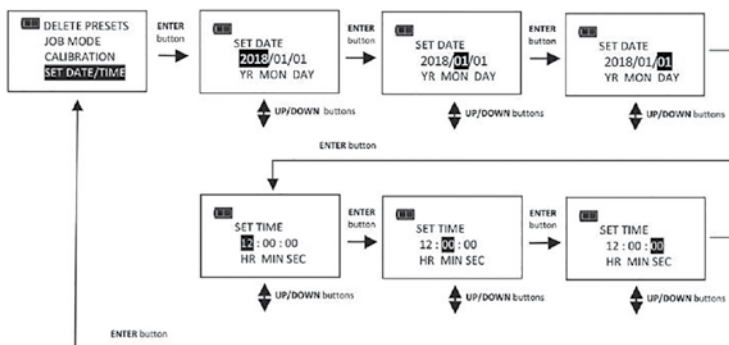 DELETE PRESETS
JOB MODE
CALIBRATION
SET DATE/TIME
ENTER
button
SET DATE
2018/01/01
YR MON DAY
UP/DOWN buttons
ENTER
button
SET DATE
2018/01/01
YR MON DAY
UP/DOWN buttons
ENTER
button
SET DATE
2018/01/01
YR MON DAY
UP/DOWN buttons
ENTER button
SET TIME
12 : 00 : 00
HR MIN SEC
UP/DOWN buttons
ENTER
button
SET TIME
12 : 00 : 00
HR MIN SEC
UP/DOWN buttons
ENTER
button
SET TIME
12 : 00 : 00
HR MIN SEC
UP/DOWN buttons
ENTER button